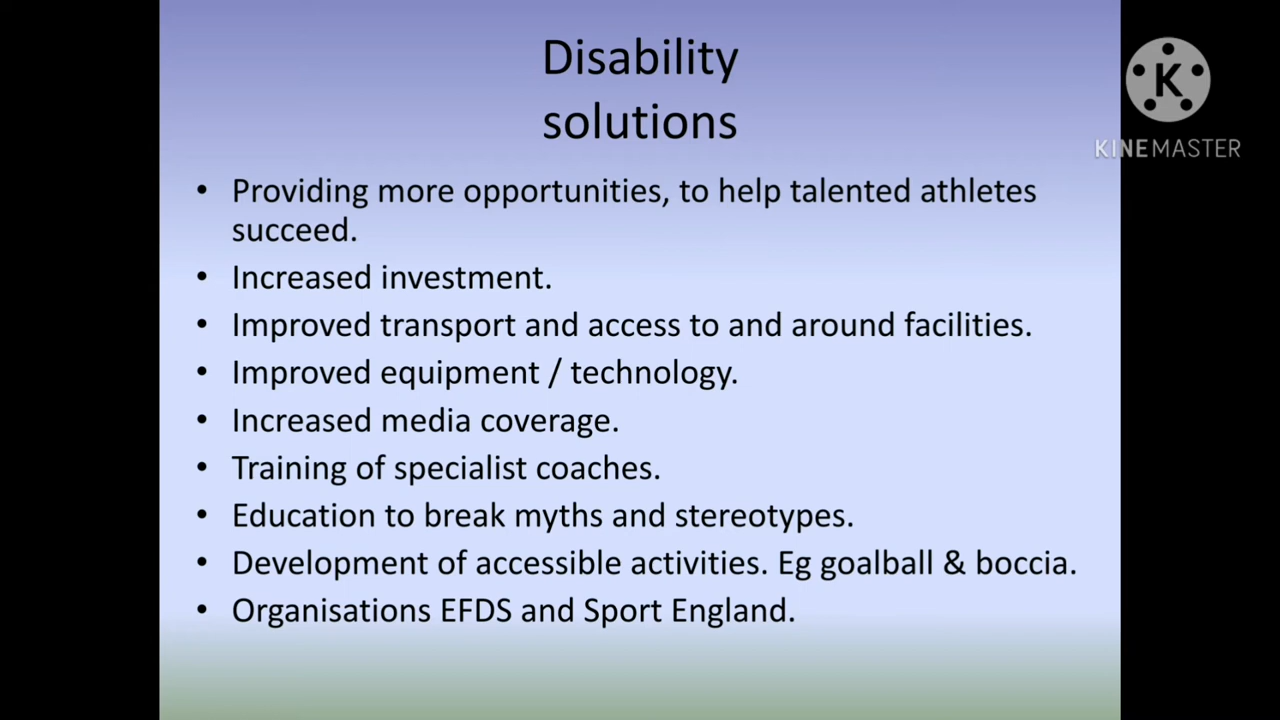 Disability
solutions
K
KINEMASTER
• Providing more opportunities, to help talented athletes
succeed.
• Increased investment.
• Improved transport and access to and around facilities.
• Improved equipment / technology.
• Increased media coverage.
• Training of specialist coaches.
• Education to break myths and stereotypes.
• Development of accessible activities. Eg goalball & boccia.
• Organisations EFDS and Sport England.